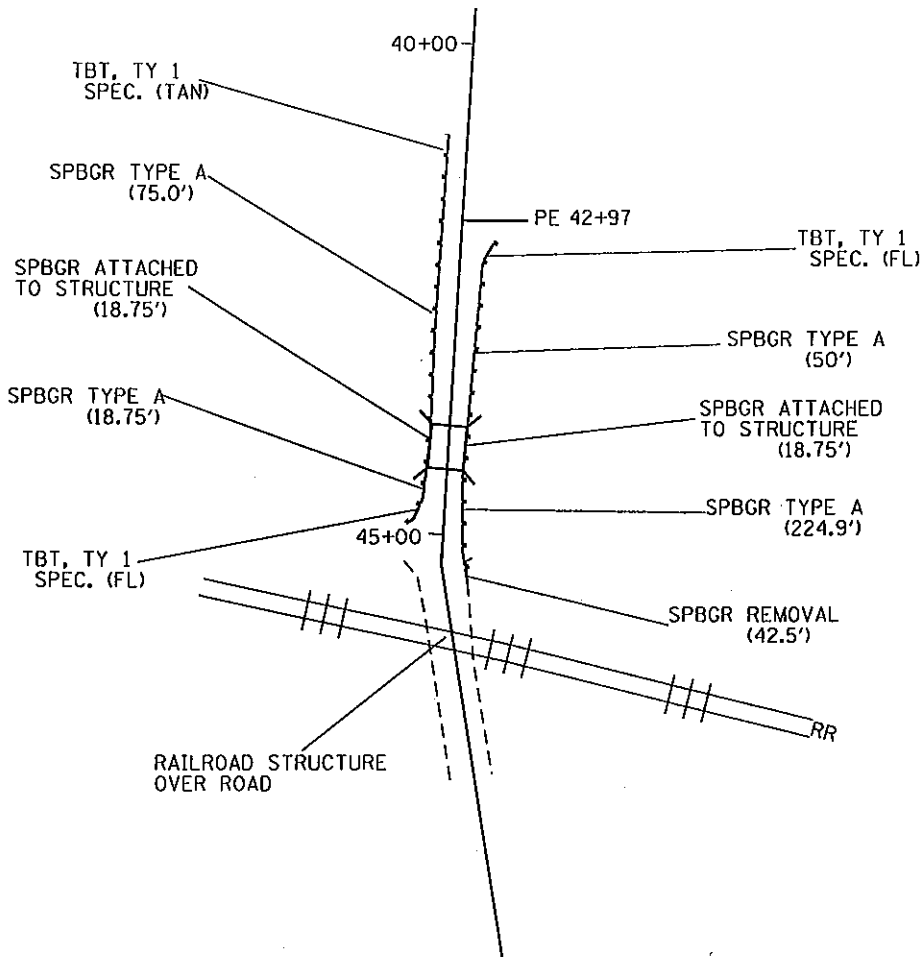 40+00
TBT, TY 1
SPEC. (TAN)
SPBGR TYPE A
(75.0')
PE 42+97
TBT, TY 1
SPEC. (FL)
SPBGR ATTACHED
TO STRUCTURE
(18.75')
SPBGR TYPE A
(50')
SPBGR TYPE A
(18.75')
SPBGR ATTACHED
TO STRUCTURE
(18.75')
SPBGR TYPE A
(224.9')
45+00
TBT, TY 1
SPEC. (FL)
SPBGR REMOVAL
(42.5')
RR
RAILROAD STRUCTURE
OVER ROAD